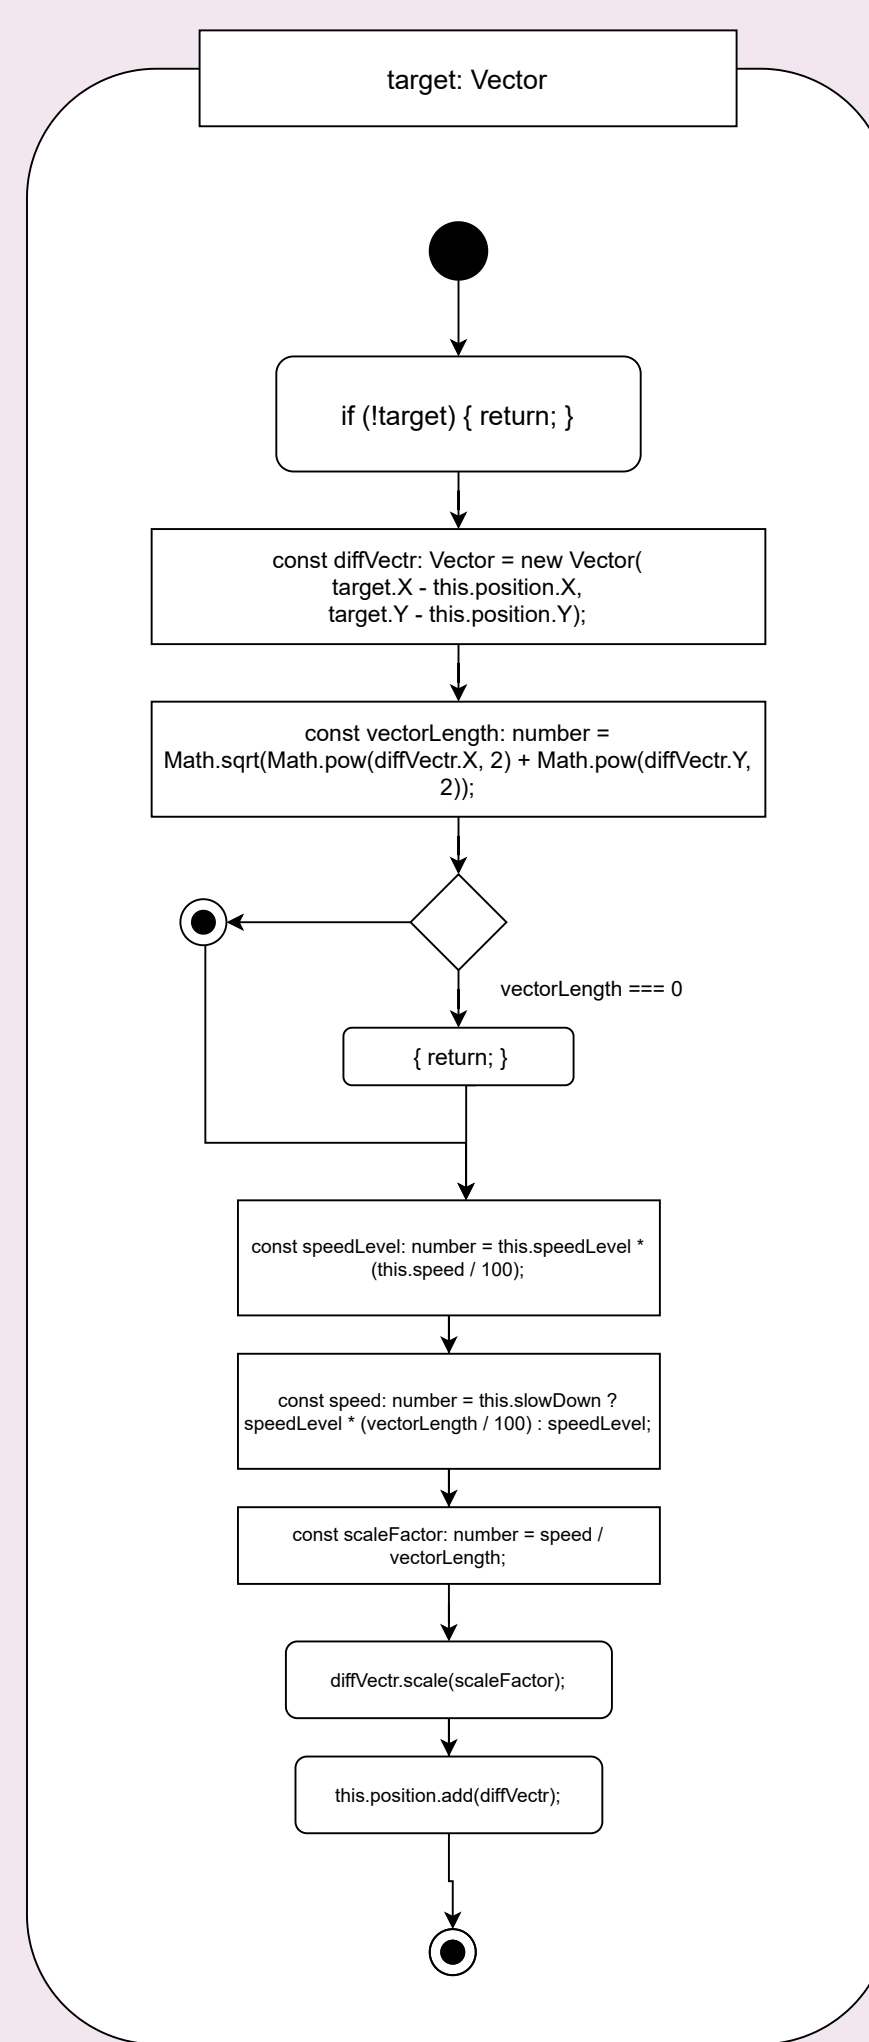 target: Vector
if (!target) { return; }
const diffVectr: Vector = new Vector(
target.X - this.position.X,
target.Y - this.position.Y);
const vectorLength: number =
Math.sqrt(Math.pow(diffVectr.X, 2) + Math.pow(diffVectr.Y,
2));
vectorLength === 0
{ return; }
const speedLevel: number = this.speedLevel *
(this.speed / 100);
const speed: number = this.slowDown ?
speedLevel * (vectorLength / 100) : speedLevel;
const scaleFactor: number = speed /
vectorLength;
diffVectr.scale(scaleFactor);
this.position.add(diffVectr);